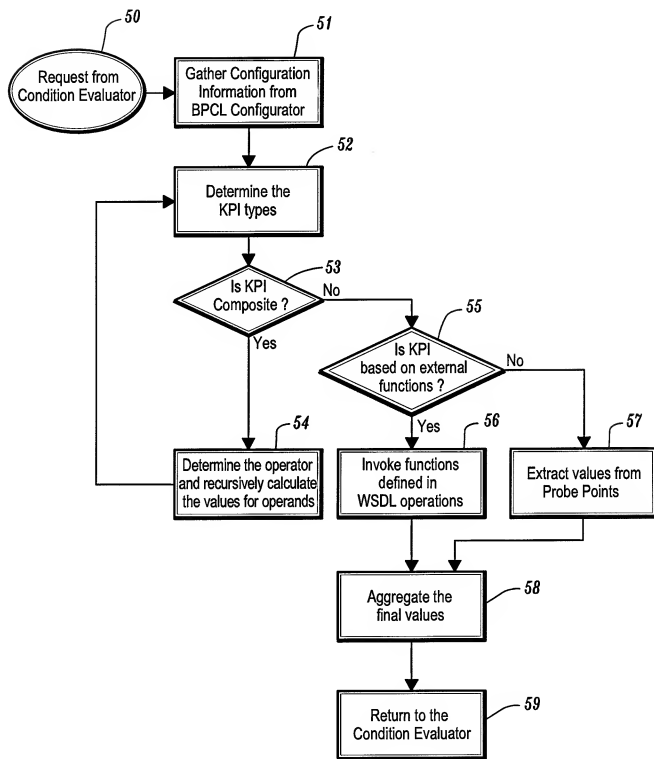 50
Request from
Condition Evaluator
51
Gather Configuration
Information from
BPCL Configurator
52
Determine the
KPI types
53
Is KPI
Composite ?
No
Yes
55
Is KPI
based on external
functions ?
No
Yes
54
Determine the operator
and recursively calculate
the values for operands
56
Invoke functions
defined in
WSDL operations
57
Extract values from
Probe Points
58
Aggregate the
final values
59
Return to the
Condition Evaluator